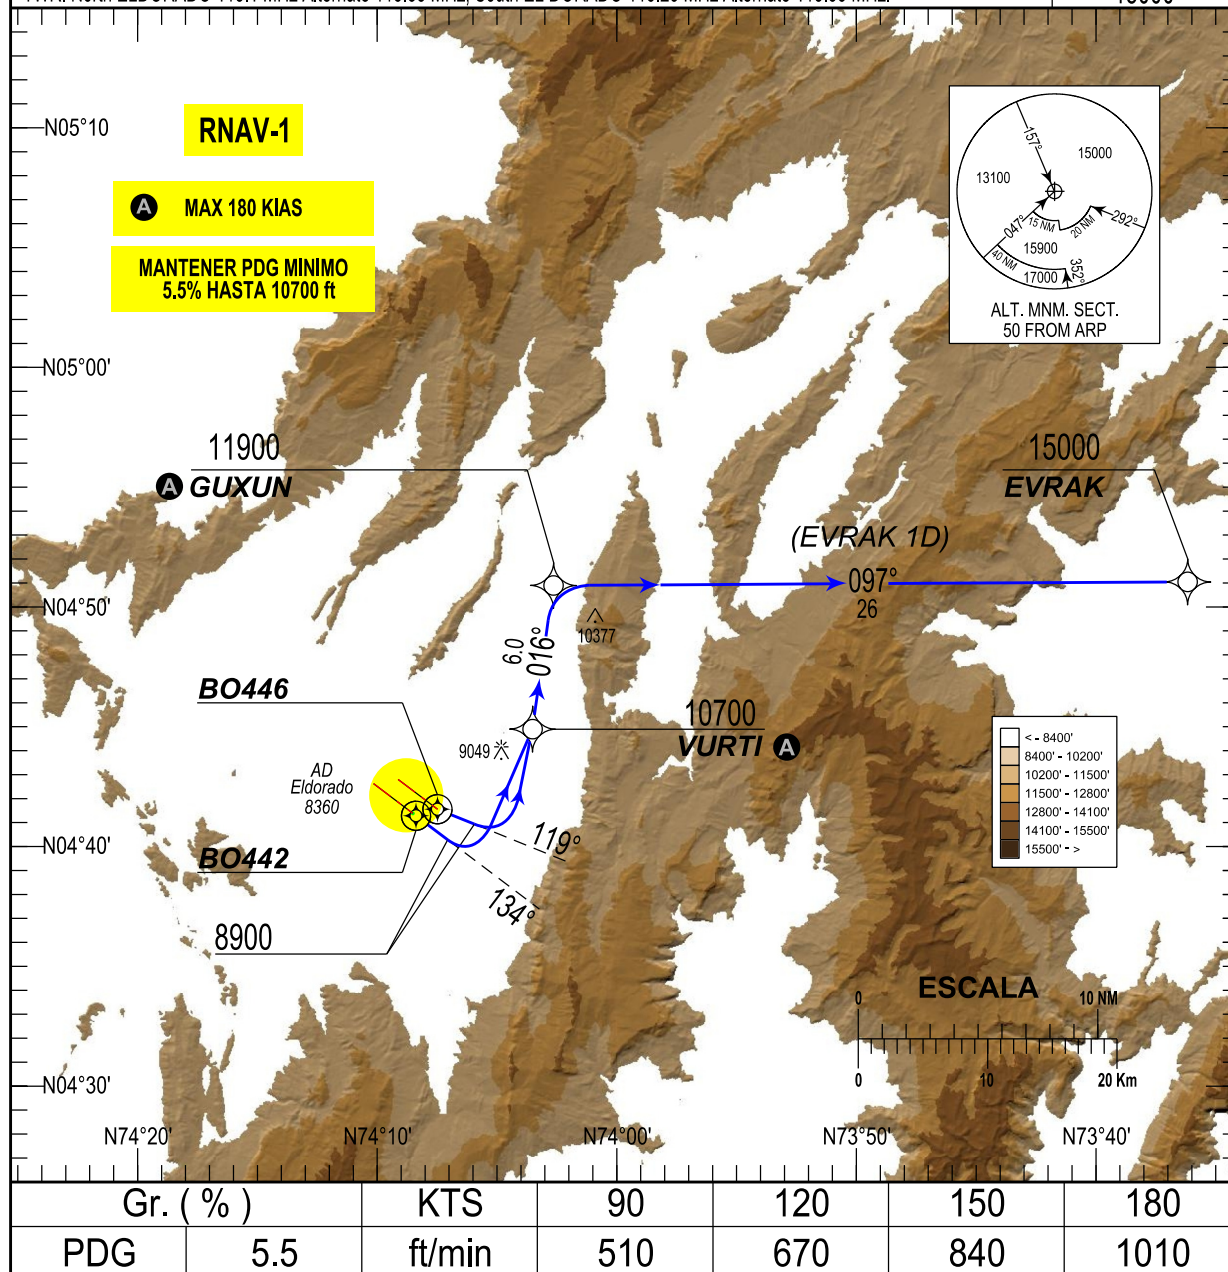 N05°10
RNAV-1
A MAX 180 KIAS
MANTENER PDG MINIMO
5.5% HASTA 10700 ft
157°
15000
13100
047°
15 NM
20 NM
292°
15900
40 NM
17000
352°
ALT. MNM. SECT.
50 FROM ARP
N05°00'
11900
A GUXUN
15000
EVRAK
(EVRAK 1D)
097°
26
N04°50'
10377
6.0
016°
BO446
10700
VURTI A
9049
AD
Eldorado
8360
< - 8400'
8400' - 10200'
10200' - 11500'
11500' - 12800'
12800' - 14100'
14100' - 15500'
15500' - >
N04°40'
119°
BO442
134°
8900
ESCALA
0 10 NM
0 10 20 Km
N04°30'
N74°20' N74°10' N74°00' N73°50' N73°40'
Gr. ( % ) KTS 90 120 150 180
PDG 5.5 ft/min 510 670 840 1010